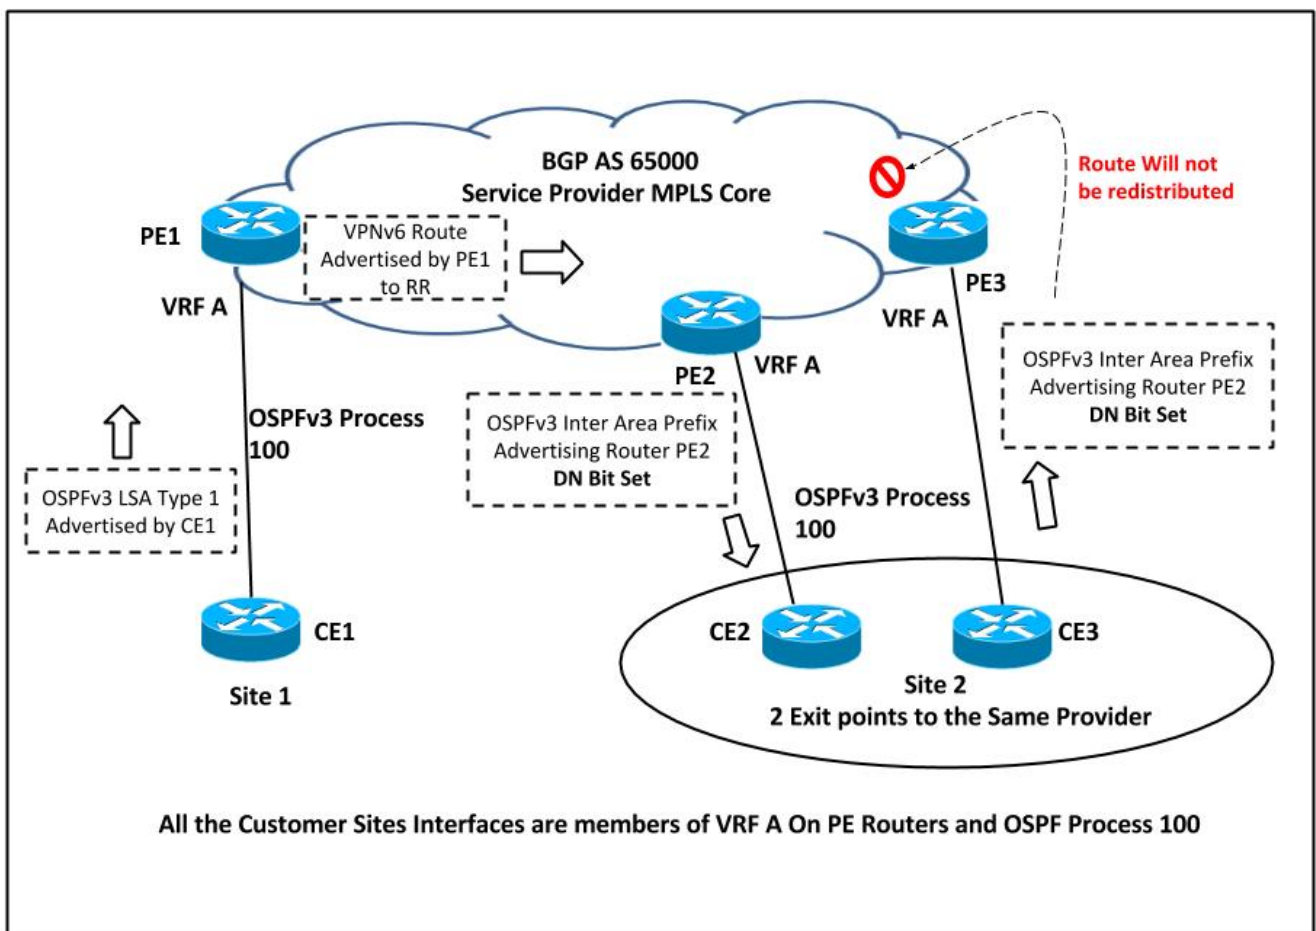 BGP AS 65000
Service Provider MPLS Core
Route Will not
be redistributed
PE1
VPNv6 Route
Advertised by PE1
to RR
PE3
VRF A
VRF A
PE2
VRF A
OSPFv3 Inter Area Prefix
Advertising Router PE2
DN Bit Set
OSPFv3 Process
100
OSPFv3 Inter Area Prefix
Advertising Router PE2
DN Bit Set
OSPFv3 LSA Type 1
Advertised by CE1
OSPFv3 Process
100
CE1
CE2
CE3
Site 1
Site 2
2 Exit points to the Same Provider
All the Customer Sites Interfaces are members of VRF A On PE Routers and OSPF Process 100